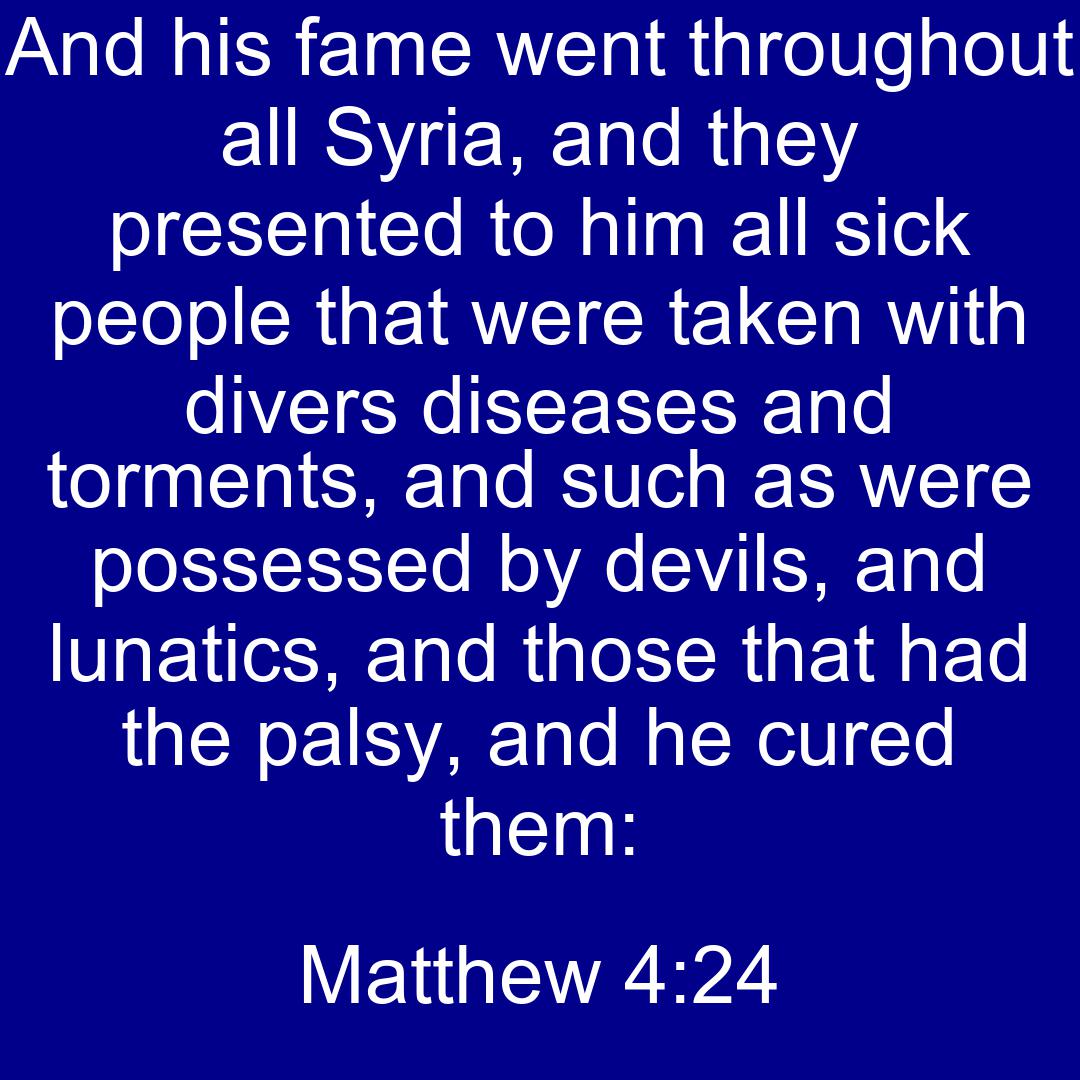 And his fame went throughout
all Syria, and they
presented to him all sick
people that were taken with
divers diseases and
torments, and such as were
possessed by devils, and
lunatics, and those that had
the palsy, and he cured
them:
Matthew 4:24